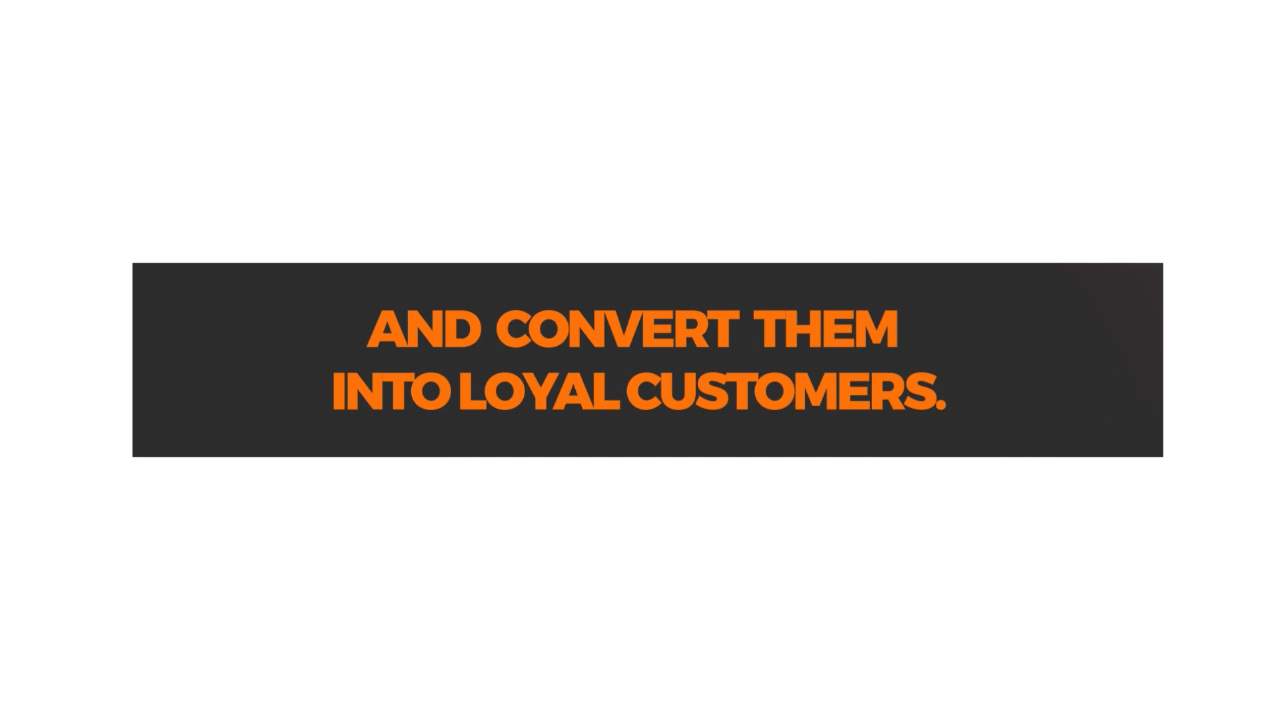 AND CONVERT THEM
INTO LOYAL CUSTOMERS.